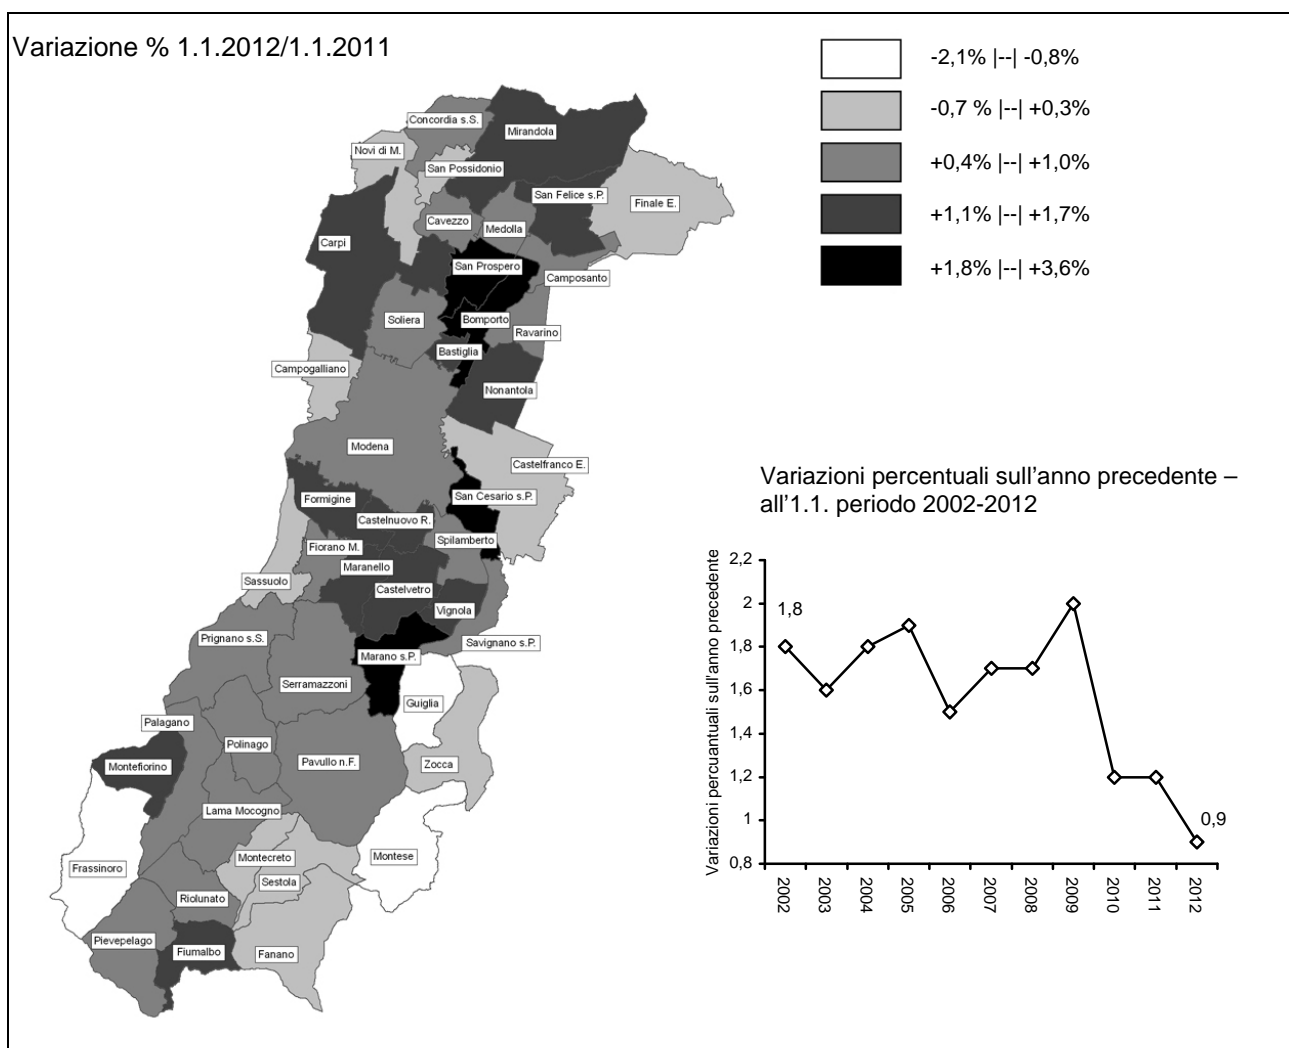 Variazione % 1.1.2012/1.1.2011
-2,1% |--| -0,8%
-0,7 % |--| +0,3%
+0,4% |--| +1,0%
+1,1% |--| +1,7%
+1,8% |--| +3,6%
Concordia s.S.
Mirandola
Novi di M.
San Possidonio
San Felice s.P.
Finale E.
Cavezzo
Medolla
Carpi
San Prospero
Camposanto
Soliera
Bomporto
Ravarino
Bastiglia
Campogalliano
Nonantola
Modena
Castelfranco E.
Formigine
San Cesario s.P.
Castelnuovo R.
Spilamberto
Fiorano M.
Maranello
Sassuolo
Castelvetro
Vignola
Prignano s.S.
Savignano s.P.
Marano s.P.
Serramazzoni
Guiglia
Palagano
Polinago
Pavullo n.F.
Zocca
Montefiorino
Lama Mocogno
Montecreto
Montese
Frassinoro
Sestola
Riolunato
Pievepelago
Fiumalbo
Fanano
Variazioni percentuali sull'anno precedente –
all'1.1. periodo 2002-2012
Variazioni percuantuali sull'anno precedente
2,2
2
1,8
1,6
1,4
1,2
1
0,8
1,8
0,9
2002
2003
2004
2005
2006
2007
2008
2009
2010
2011
2012